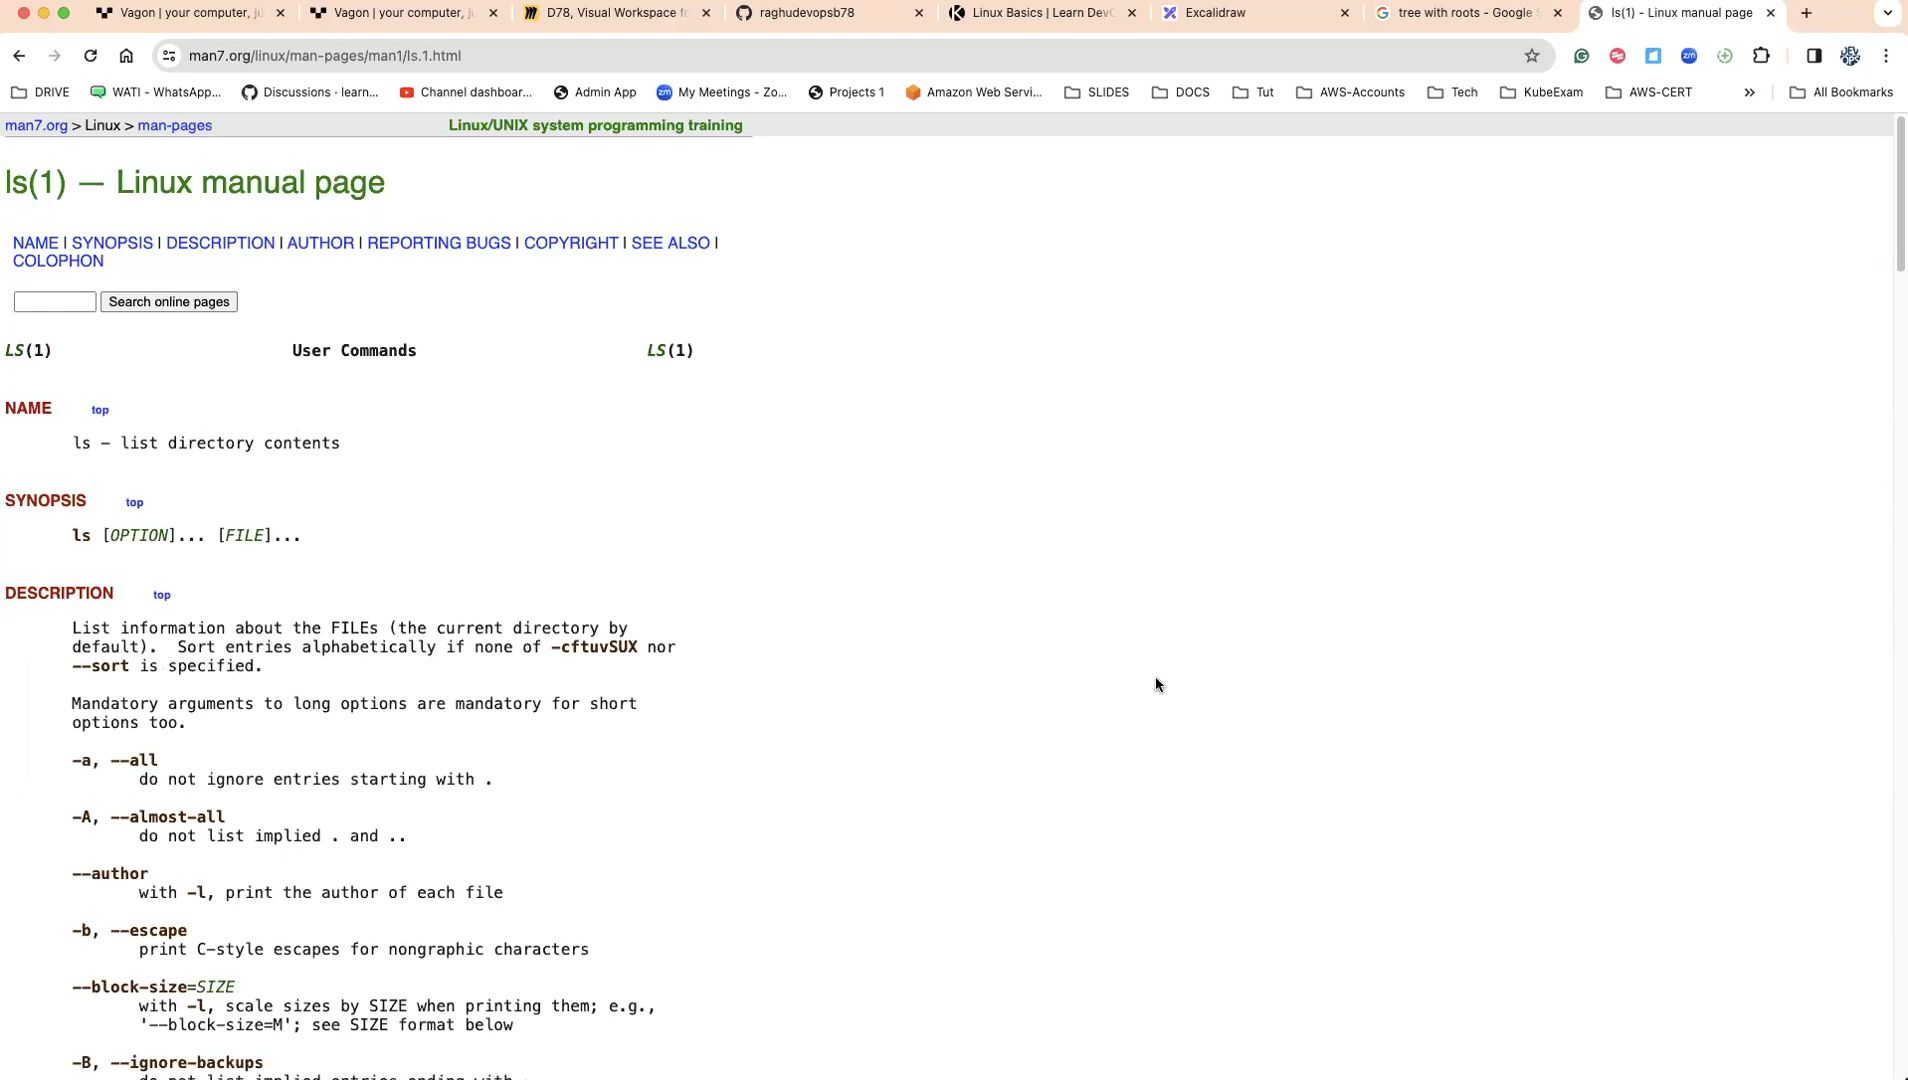 Vagon | your computer, ju
Vagon | your computer, ju
D78, Visual Workspace f
raghudevopsb78
Linux Basics | Learn Dev
Excalidraw
tree with roots - Google S
ls(1) - Linux manual page
man7.org/linux/man-pages/man1/ls.1.html
DRIVE
WATI - WhatsApp...
Discussions · learn...
Channel dashboar...
Admin App
My Meetings - Zo...
Projects 1
Amazon Web Servi...
SLIDES
DOCS
Tut
AWS-Accounts
Tech
KubeExam
AWS-CERT
»
All Bookmarks
man7.org > Linux > man-pages
Linux/UNIX system programming training
ls(1) — Linux manual page
NAME | SYNOPSIS | DESCRIPTION | AUTHOR | REPORTING BUGS | COPYRIGHT | SEE ALSO |
COLOPHON
Search online pages
LS(1) User Commands LS(1)
NAME top
ls - list directory contents
SYNOPSIS top
ls [OPTION]... [FILE]...
DESCRIPTION top
List information about the FILEs (the current directory by
default). Sort entries alphabetically if none of -cftuvSUX nor
--sort is specified.
Mandatory arguments to long options are mandatory for short
options too.
-a, --all
do not ignore entries starting with .
-A, --almost-all
do not list implied . and ..
--author
with -l, print the author of each file
-b, --escape
print C-style escapes for nongraphic characters
--block-size=SIZE
with -l, scale sizes by SIZE when printing them; e.g.,
'--block-size=M'; see SIZE format below
-B, --ignore-backups
do not list implied entries ending with